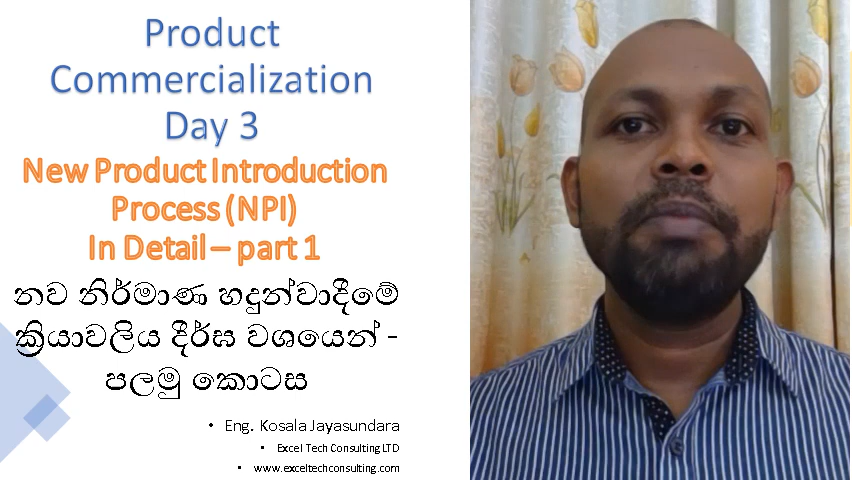 Product
Commercialization
Day 3
New Product Introduction
Process (NPI)
In Detail – part 1
නව නිර්මාණ හදුන්වාදීමේ
ක්‍රියාවලිය දීර්ඝ වශයෙන් -
පලමු කොටස
• Eng. Kosala Jayasundara
• Excel Tech Consulting LTD
• www.exceltechconsulting.com